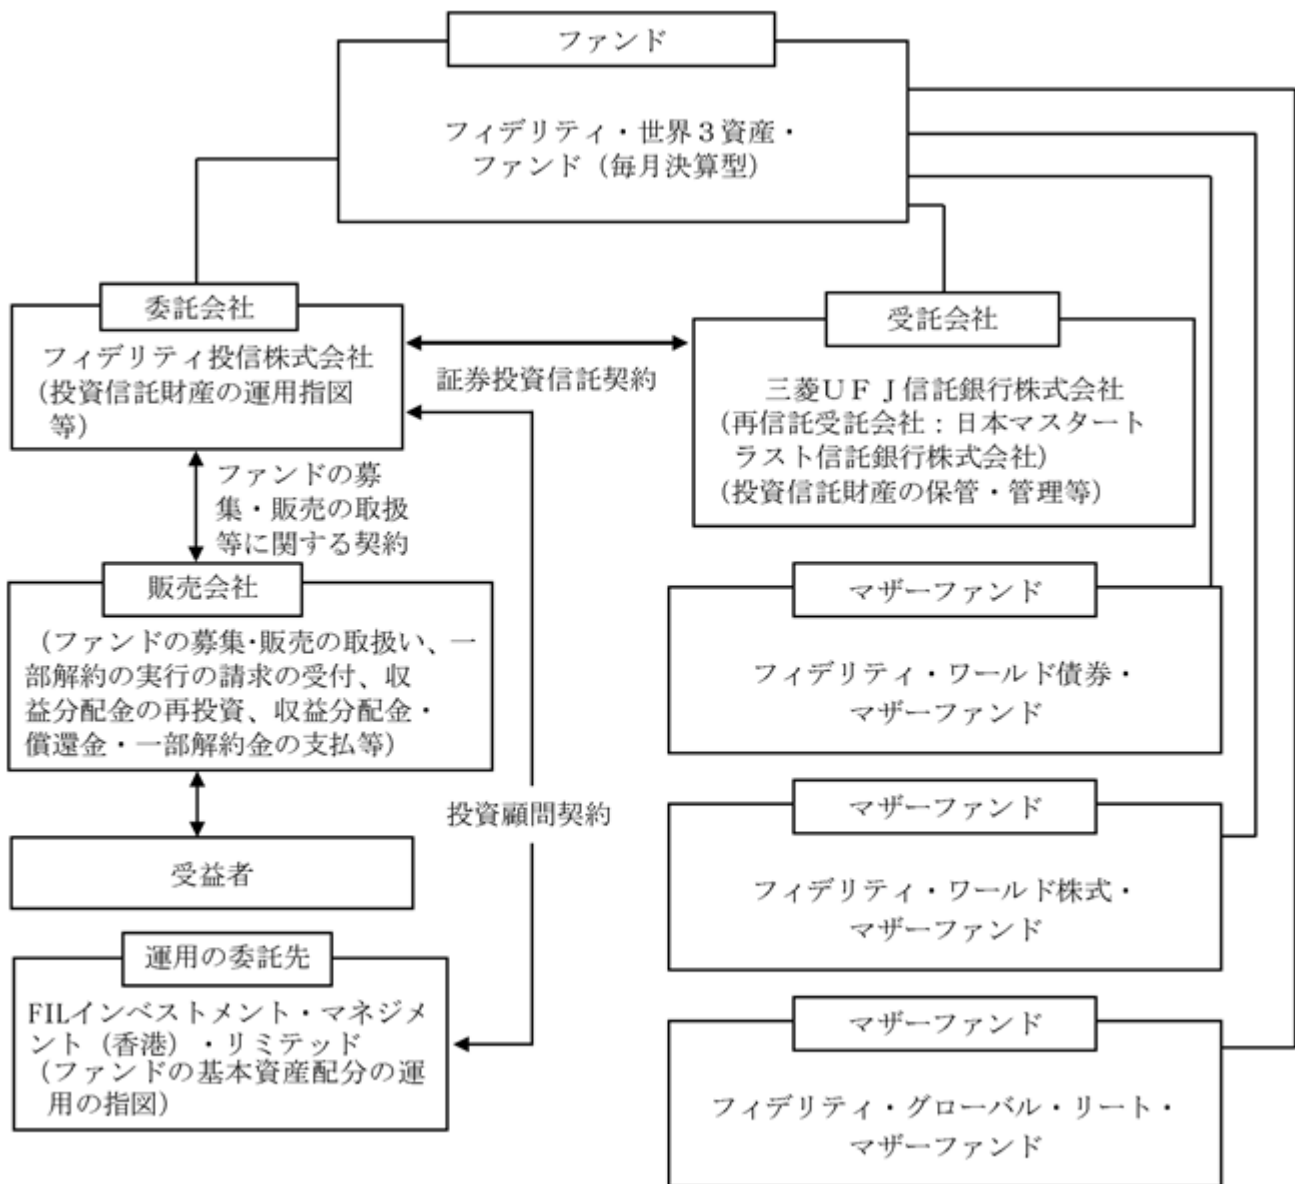 ファンド
フィデリティ・世界３資産・
ファンド（毎月決算型）
委託会社
フィデリティ投信株式会社
（投資信託財産の運用指図
等）
証券投資信託契約
受託会社
三菱ＵＦＪ信託銀行株式会社
（再信託受託会社：日本マスタート
ラスト信託銀行株式会社）
（投資信託財産の保管・管理等）
ファンドの募
集・販売の取扱
等に関する契約
販売会社
（ファンドの募集･販売の取扱い、一
部解約の実行の請求の受付、収
益分配金の再投資、収益分配金・
償還金・一部解約金の支払等）
受益者
投資顧問契約
運用の委託先
FILインベストメント・マネジメ
ント（香港）・リミテッド
（ファンドの基本資産配分の運
用の指図）
マザーファンド
フィデリティ・ワールド債券・
マザーファンド
マザーファンド
フィデリティ・ワールド株式・
マザーファンド
マザーファンド
フィデリティ・グローバル・リート・
マザーファンド